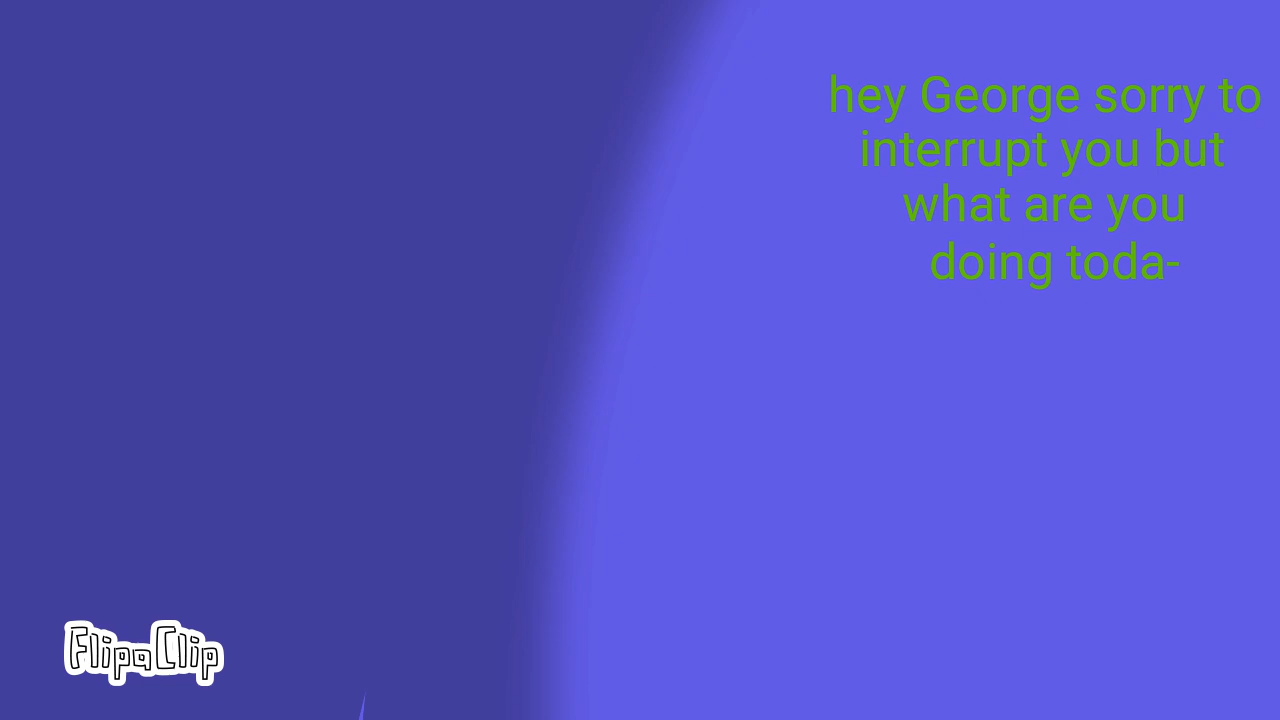 hey George sorry to
interrupt you but
what are you
doing toda-
FlipaClip